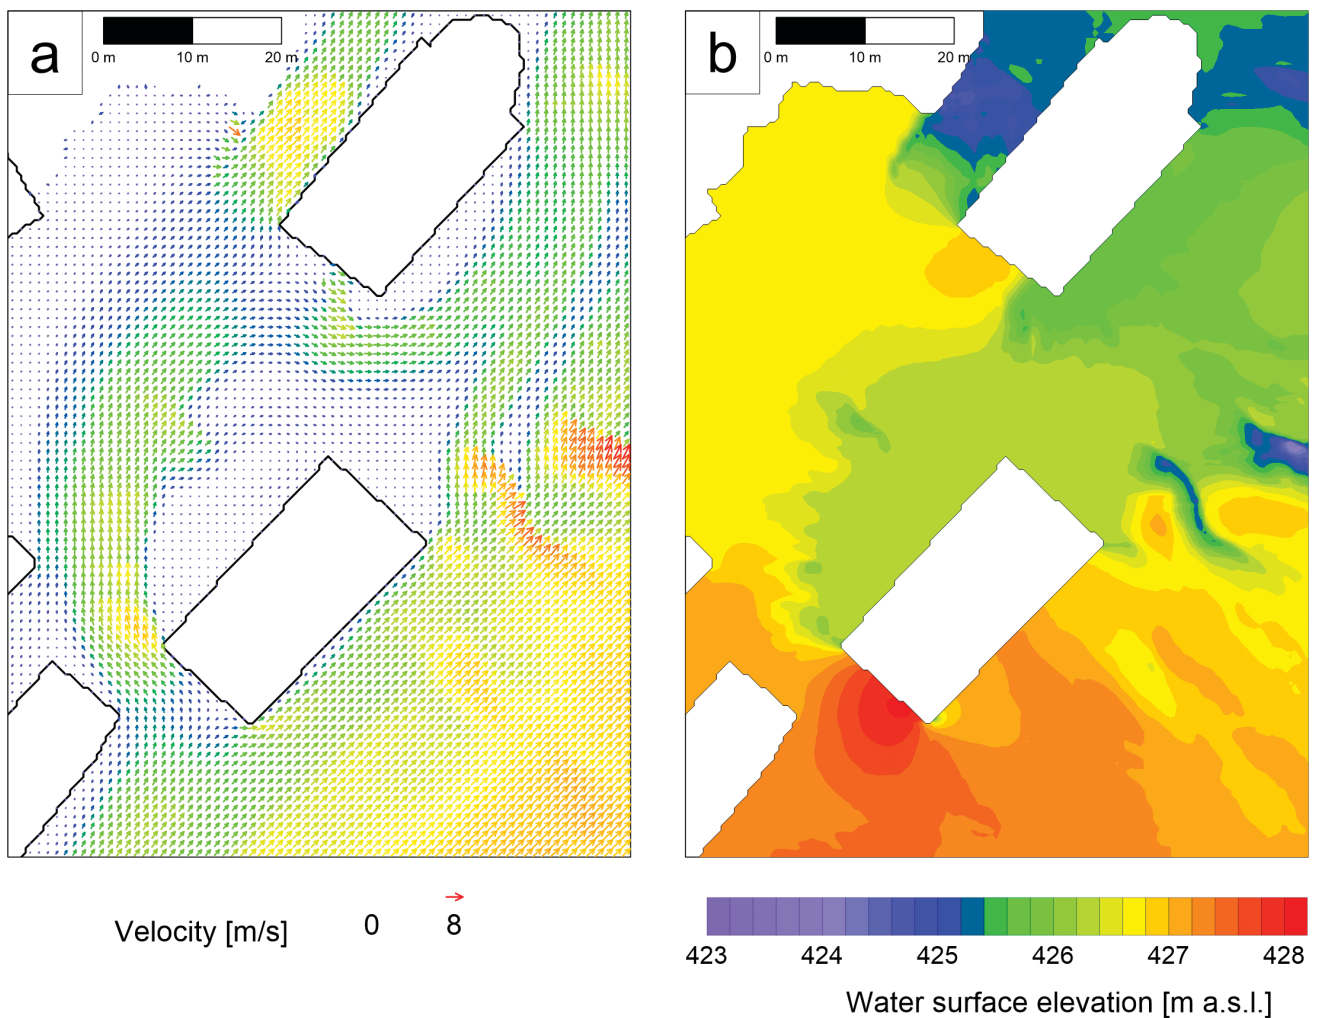 a
0 m 10 m 20 m
b
0 m 10 m 20 m
Velocity [m/s] 0 8
423 424 425 426 427 428
Water surface elevation [m a.s.l.]